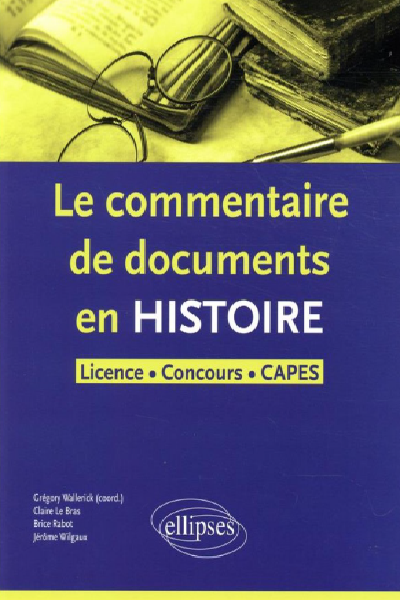 Le commentaire
de documents
en HISTOIRE
Licence • Concours • CAPES
Grégory Wallerick (coord.)
Claire Le Bras
Brice Rabot
Jérôme Wilgaux
ellipses